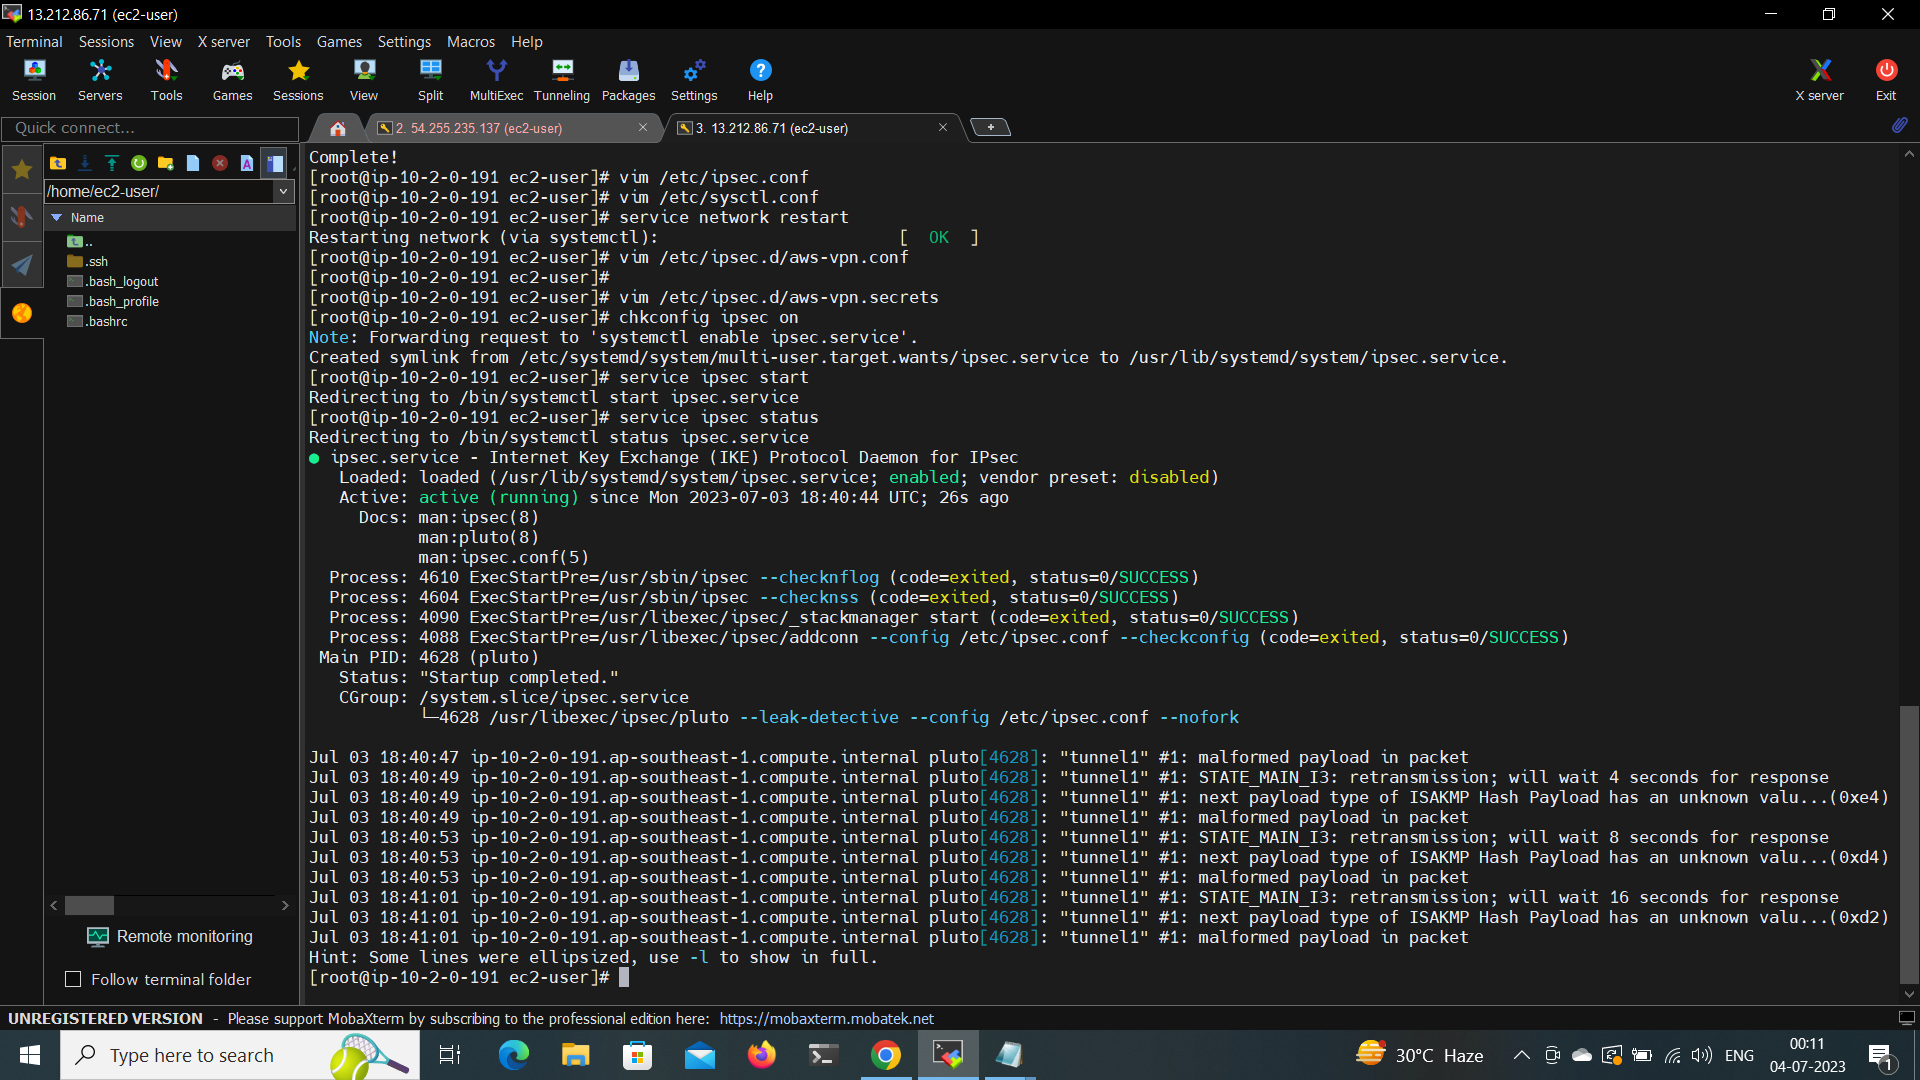 13.212.86.71 (ec2-user)
Terminal Sessions View X server Tools Games Settings Macros Help
Session Servers Tools Games Sessions View Split MultiExec Tunneling Packages Settings Help X server Exit
Quick connect...
2. 54.255.235.137 (ec2-user)
3. 13.212.86.71 (ec2-user)
/home/ec2-user/
Name
..
.ssh
.bash_logout
.bash_profile
.bashrc
Remote monitoring
Follow terminal folder
Complete!
[root@ip-10-2-0-191 ec2-user]# vim /etc/ipsec.conf
[root@ip-10-2-0-191 ec2-user]# vim /etc/sysctl.conf
[root@ip-10-2-0-191 ec2-user]# service network restart
Restarting network (via systemctl): [ OK ]
[root@ip-10-2-0-191 ec2-user]# vim /etc/ipsec.d/aws-vpn.conf
[root@ip-10-2-0-191 ec2-user]#
[root@ip-10-2-0-191 ec2-user]# vim /etc/ipsec.d/aws-vpn.secrets
[root@ip-10-2-0-191 ec2-user]# chkconfig ipsec on
Note: Forwarding request to 'systemctl enable ipsec.service'.
Created symlink from /etc/systemd/system/multi-user.target.wants/ipsec.service to /usr/lib/systemd/system/ipsec.service.
[root@ip-10-2-0-191 ec2-user]# service ipsec start
Redirecting to /bin/systemctl start ipsec.service
[root@ip-10-2-0-191 ec2-user]# service ipsec status
Redirecting to /bin/systemctl status ipsec.service
● ipsec.service - Internet Key Exchange (IKE) Protocol Daemon for IPsec
Loaded: loaded (/usr/lib/systemd/system/ipsec.service; enabled; vendor preset: disabled)
Active: active (running) since Mon 2023-07-03 18:40:44 UTC; 26s ago
Docs: man:ipsec(8)
man:pluto(8)
man:ipsec.conf(5)
Process: 4610 ExecStartPre=/usr/sbin/ipsec --checknflog (code=exited, status=0/SUCCESS)
Process: 4604 ExecStartPre=/usr/sbin/ipsec --checknss (code=exited, status=0/SUCCESS)
Process: 4090 ExecStartPre=/usr/libexec/ipsec/_stackmanager start (code=exited, status=0/SUCCESS)
Process: 4088 ExecStartPre=/usr/libexec/ipsec/addconn --config /etc/ipsec.conf --checkconfig (code=exited, status=0/SUCCESS)
Main PID: 4628 (pluto)
Status: "Startup completed."
CGroup: /system.slice/ipsec.service
└─4628 /usr/libexec/ipsec/pluto --leak-detective --config /etc/ipsec.conf --nofork
Jul 03 18:40:47 ip-10-2-0-191.ap-southeast-1.compute.internal pluto[4628]: "tunnel1" #1: malformed payload in packet
Jul 03 18:40:49 ip-10-2-0-191.ap-southeast-1.compute.internal pluto[4628]: "tunnel1" #1: STATE_MAIN_I3: retransmission; will wait 4 seconds for response
Jul 03 18:40:49 ip-10-2-0-191.ap-southeast-1.compute.internal pluto[4628]: "tunnel1" #1: next payload type of ISAKMP Hash Payload has an unknown valu...(0xe4)
Jul 03 18:40:49 ip-10-2-0-191.ap-southeast-1.compute.internal pluto[4628]: "tunnel1" #1: malformed payload in packet
Jul 03 18:40:53 ip-10-2-0-191.ap-southeast-1.compute.internal pluto[4628]: "tunnel1" #1: STATE_MAIN_I3: retransmission; will wait 8 seconds for response
Jul 03 18:40:53 ip-10-2-0-191.ap-southeast-1.compute.internal pluto[4628]: "tunnel1" #1: next payload type of ISAKMP Hash Payload has an unknown valu...(0xd4)
Jul 03 18:40:53 ip-10-2-0-191.ap-southeast-1.compute.internal pluto[4628]: "tunnel1" #1: malformed payload in packet
Jul 03 18:41:01 ip-10-2-0-191.ap-southeast-1.compute.internal pluto[4628]: "tunnel1" #1: STATE_MAIN_I3: retransmission; will wait 16 seconds for response
Jul 03 18:41:01 ip-10-2-0-191.ap-southeast-1.compute.internal pluto[4628]: "tunnel1" #1: next payload type of ISAKMP Hash Payload has an unknown valu...(0xd2)
Jul 03 18:41:01 ip-10-2-0-191.ap-southeast-1.compute.internal pluto[4628]: "tunnel1" #1: malformed payload in packet
Hint: Some lines were ellipsized, use -l to show in full.
[root@ip-10-2-0-191 ec2-user]#
UNREGISTERED VERSION - Please support MobaXterm by subscribing to the professional edition here: https://mobaxterm.mobatek.net
Type here to search
30°C Haze
ENG
00:11
04-07-2023
1